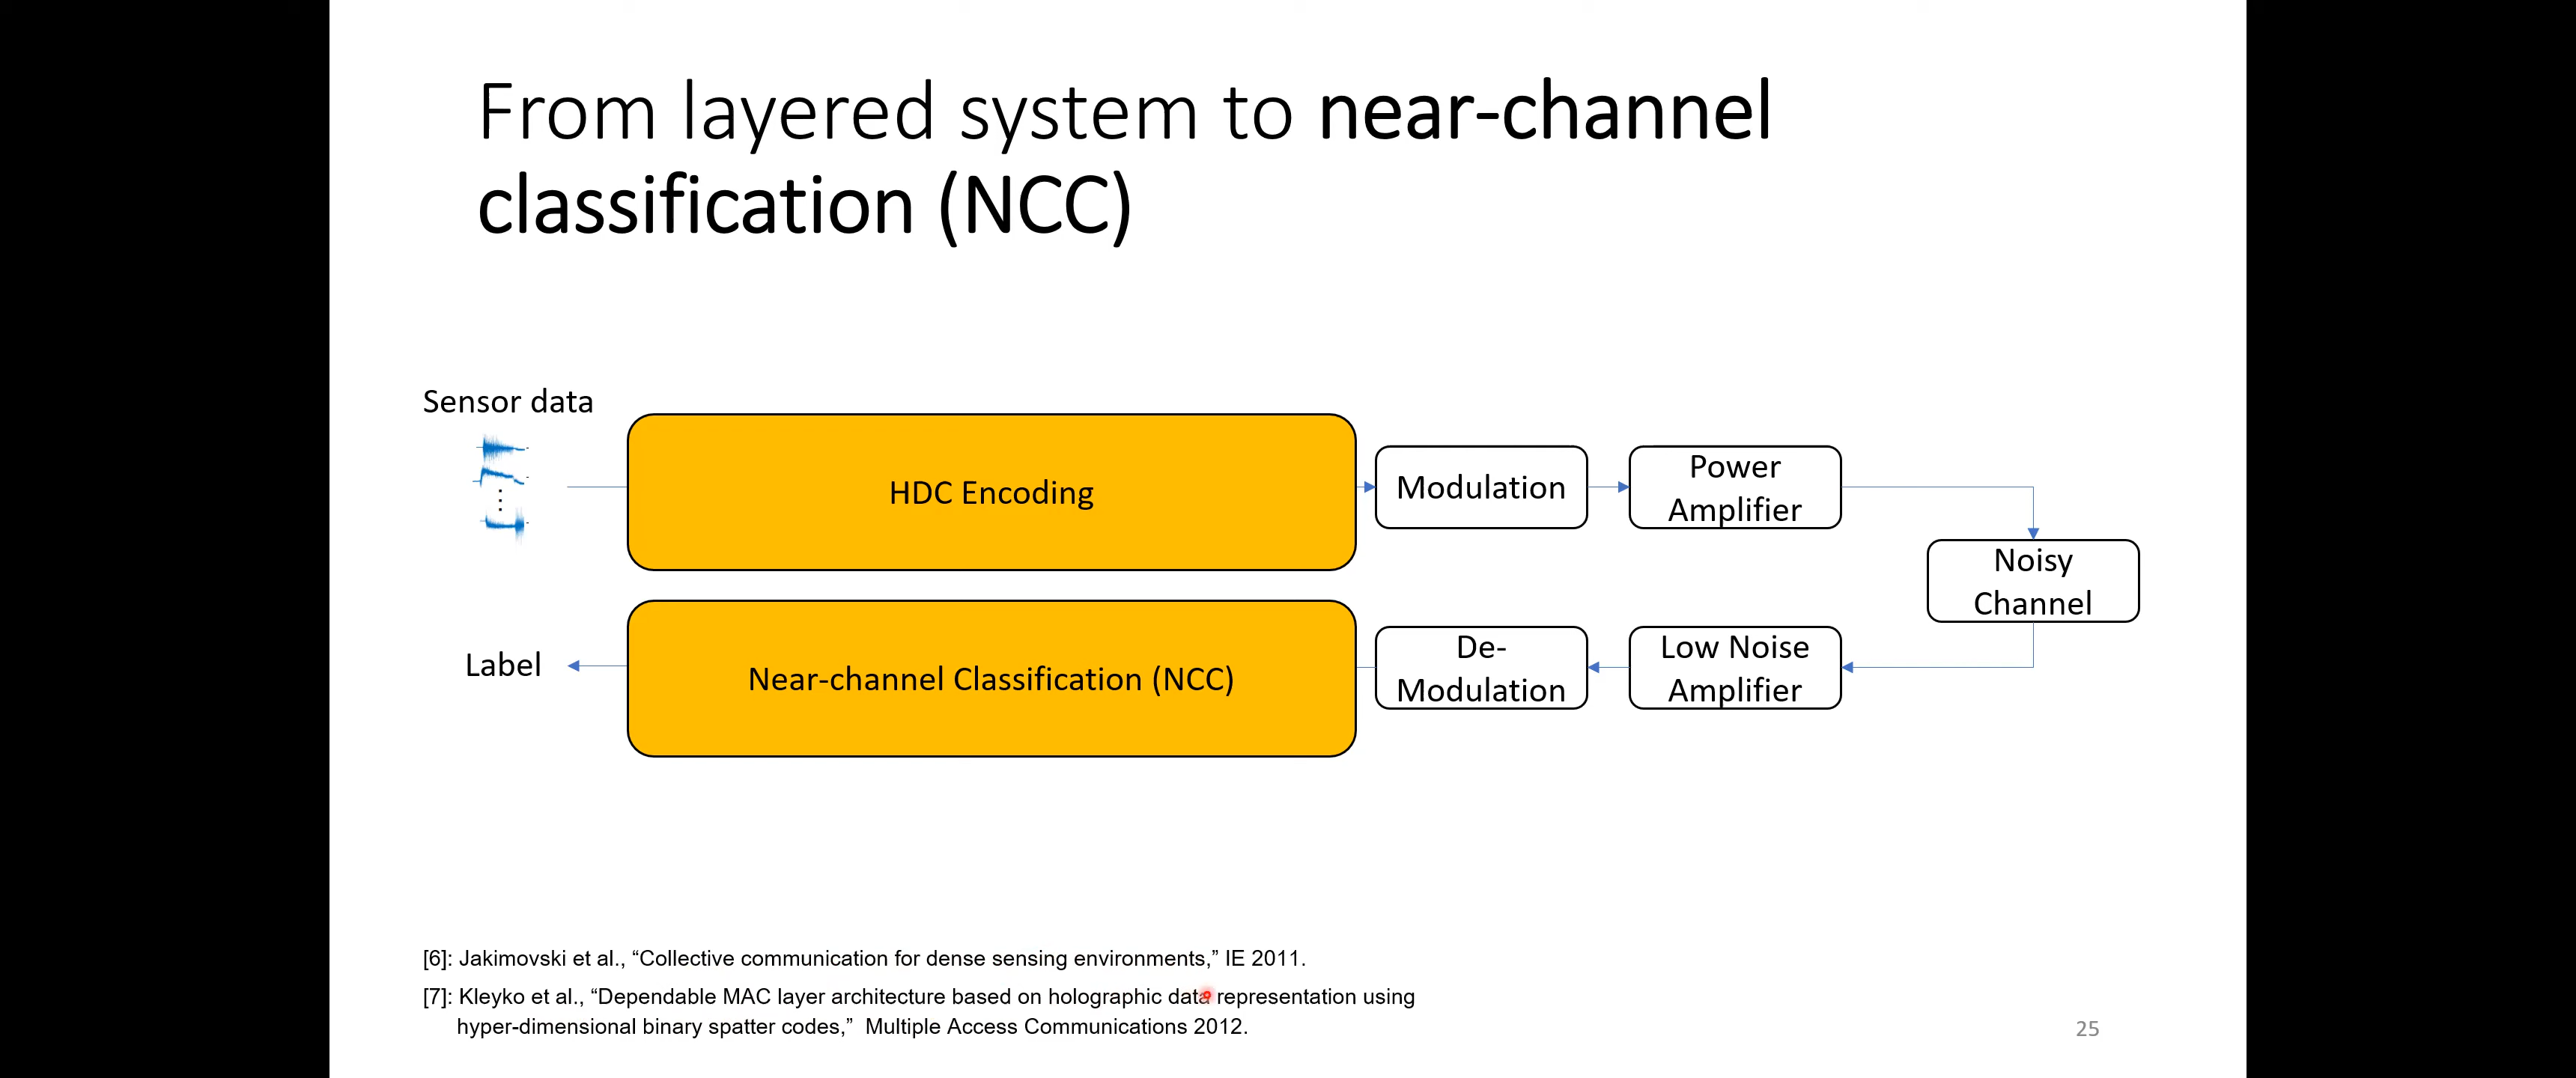 From layered system to near-channel
classification (NCC)
Sensor data
HDC Encoding
Modulation
Power
Amplifier
Noisy
Channel
Label
Near-channel Classification (NCC)
De-
Modulation
Low Noise
Amplifier
[6]: Jakimovski et al., “Collective communication for dense sensing environments,” IE 2011.
[7]: Kleyko et al., “Dependable MAC layer architecture based on holographic data representation using
hyper-dimensional binary spatter codes,” Multiple Access Communications 2012.
25